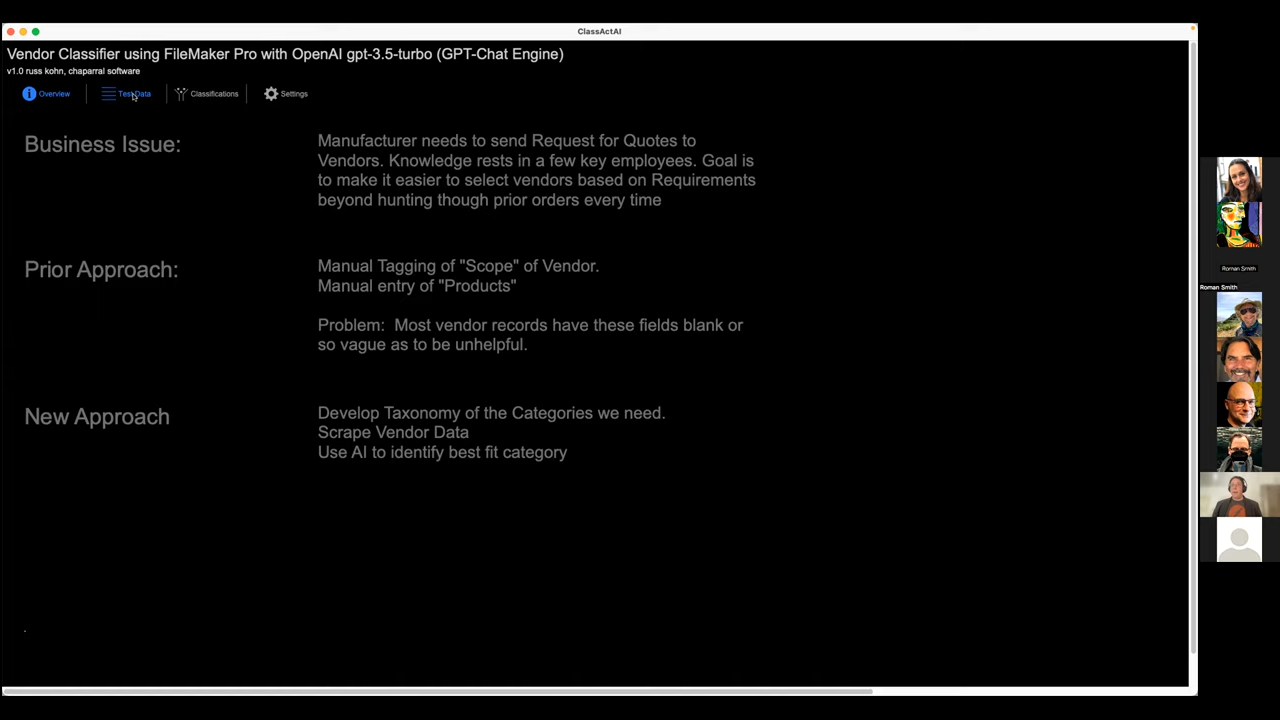 ClassActAI
Vendor Classifier using FileMaker Pro with OpenAI gpt-3.5-turbo (GPT-Chat Engine)
v1.0 russ kohn, chaparral software
Overview
Test Data
Classifications
Settings
Business Issue:
Manufacturer needs to send Request for Quotes to
Vendors. Knowledge rests in a few key employees. Goal is
to make it easier to select vendors based on Requirements
beyond hunting though prior orders every time
Prior Approach:
Manual Tagging of "Scope" of Vendor.
Manual entry of "Products"
Problem:  Most vendor records have these fields blank or
so vague as to be unhelpful.
New Approach
Develop Taxonomy of the Categories we need.
Scrape Vendor Data
Use AI to identify best fit category
Roman Smith
Roman Smith